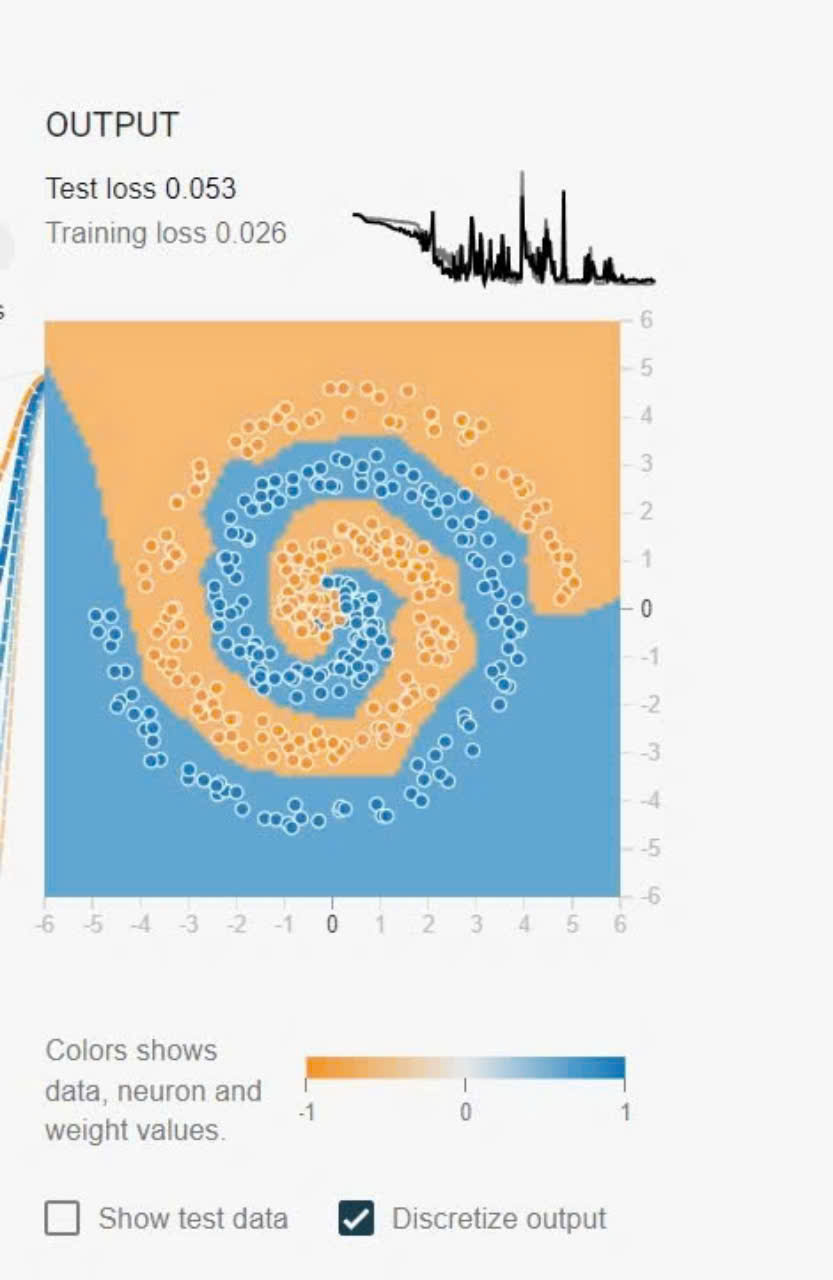 OUTPUT
Test loss 0.053
Training loss 0.026
s
6
5
4
3
2
1
0
-1
-2
-3
-4
-5
-6
-6 -5 -4 -3 -2 -1 0 1 2 3 4 5 6
Colors shows
data, neuron and
weight values.
-1 0 1
Show test data
Discretize output